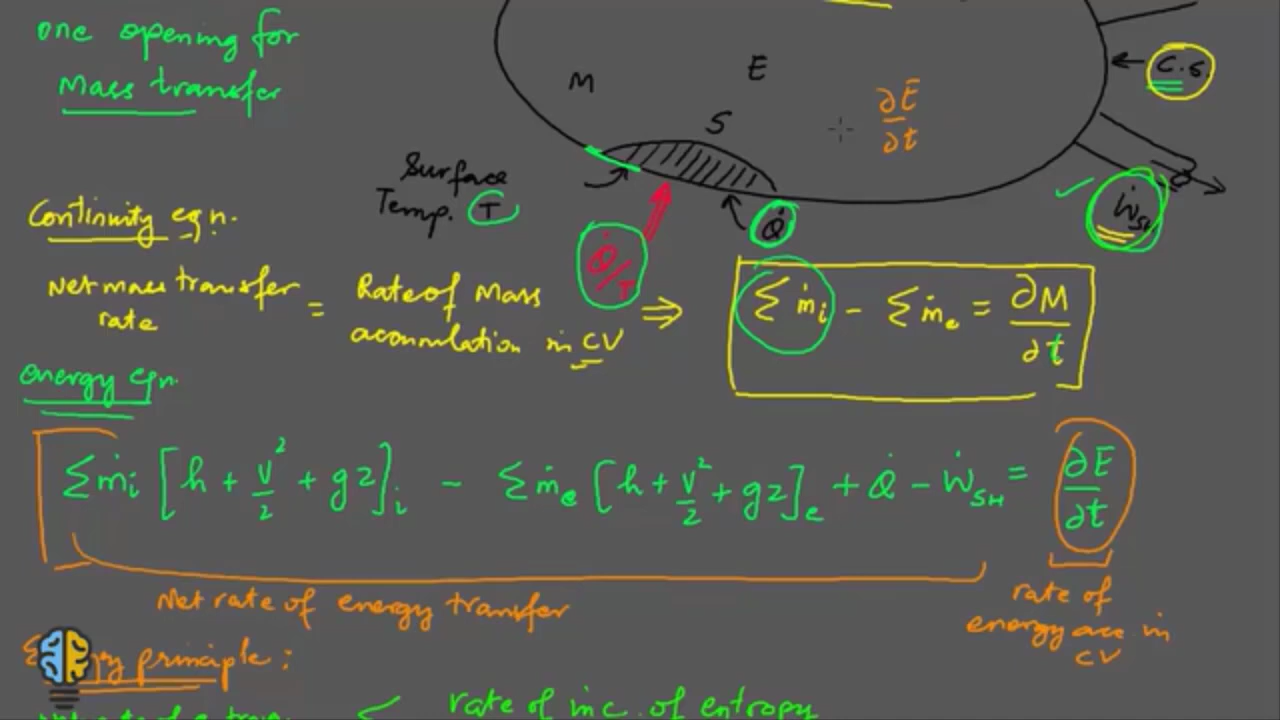 one opening for
Mass transfer
M
E
S
∂E/∂t
C.S.
Surface
Temp. T
Q̇/T
Q̇
ẆSH
Continuity eqn.
Net mass transfer rate = Rate of Mass accumulation in CV ⇒ Σṁi - Σṁe = ∂M/∂t
energy eqn.
Σṁi [h + V²/2 + gz]i - Σṁe [h + V²/2 + gz]e + Q̇ - ẆSH = ∂E/∂t
Net rate of energy transfer
rate of
energy acc in
CV
principle:
< rate of inc. of entropy